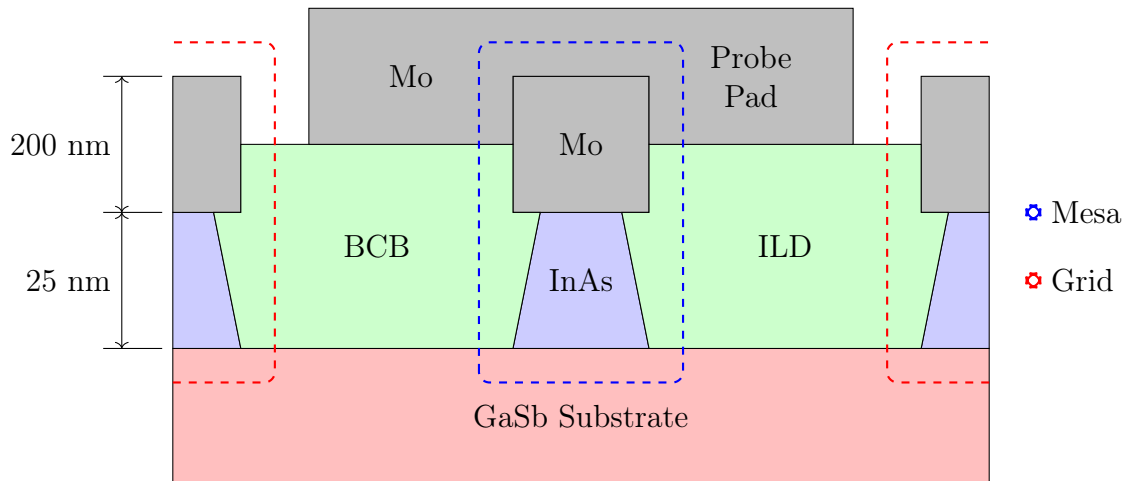 Mo
Probe
Pad
200 nm
Mo
Mesa
BCB
ILD
25 nm
InAs
Grid
GaSb Substrate